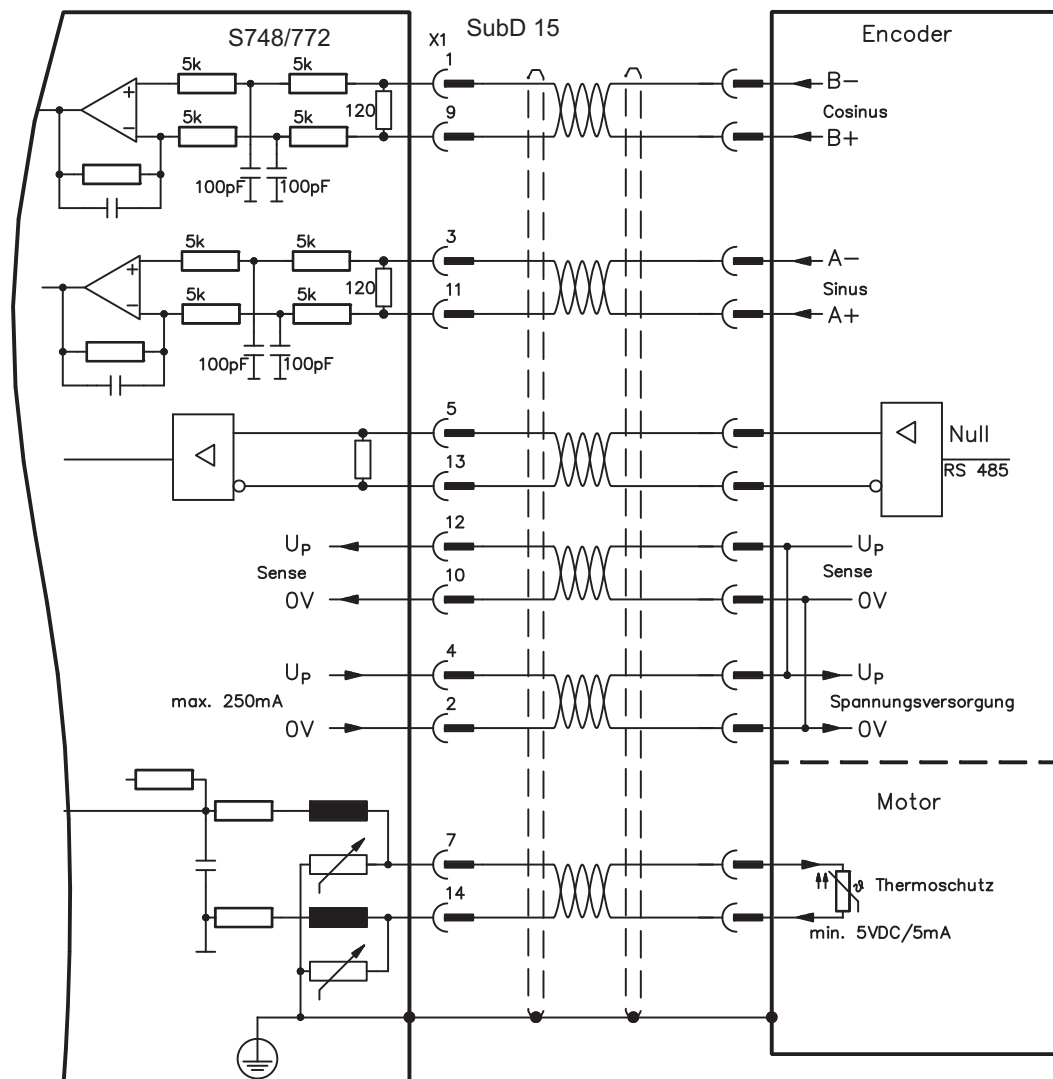 S748/772
SubD 15
X1
Encoder
5k
5k
1
B-
+
120
Cosinus
5k
5k
9
B+
-
100pF
100pF
5k
5k
3
A-
+
120
Sinus
5k
5k
11
A+
-
100pF
100pF
5
Null
13
RS 485
UP
12
UP
Sense
Sense
0V
10
0V
UP
4
UP
max. 250mA
Spannungsversorgung
0V
2
0V
Motor
7
ϑ Thermoschutz
14
min. 5VDC/5mA